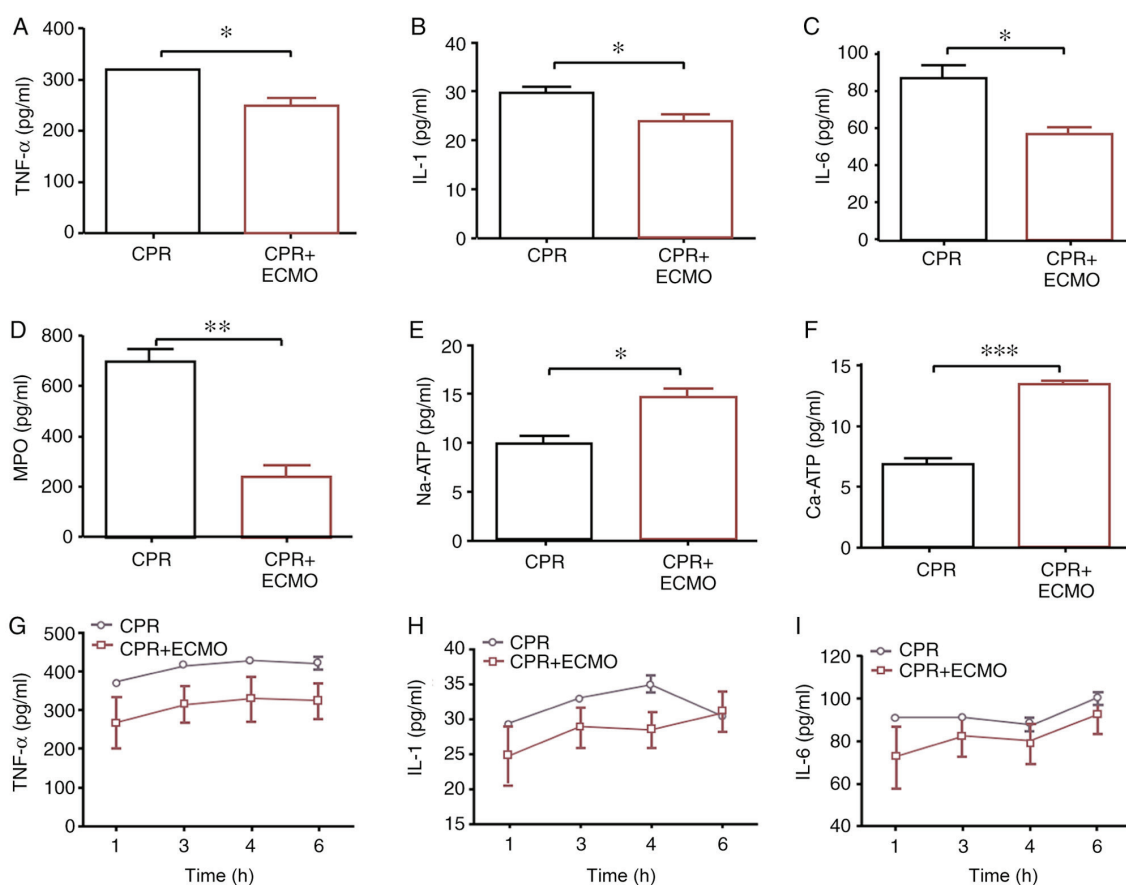 A
TNF-α (pg/ml)
400
300
200
100
0
*
CPR
CPR+
ECMO
B
IL-1 (pg/ml)
40
30
20
10
0
*
CPR
CPR+
ECMO
C
IL-6 (pg/ml)
100
80
60
40
20
0
*
CPR
CPR+
ECMO
D
MPO (pg/ml)
800
600
400
200
0
**
CPR
CPR+
ECMO
E
Na-ATP (pg/ml)
20
15
10
5
0
*
CPR
CPR+
ECMO
F
Ca-ATP (pg/ml)
15
10
5
0
***
CPR
CPR+
ECMO
G
TNF-α (pg/ml)
500
400
300
200
100
0
CPR
CPR+ECMO
1 3 4 6
Time (h)
H
IL-1 (pg/ml)
40
35
30
25
20
15
CPR
CPR+ECMO
1 3 4 6
Time (h)
I
IL-6 (pg/ml)
120
100
80
60
40
CPR
CPR+ECMO
1 3 4 6
Time (h)